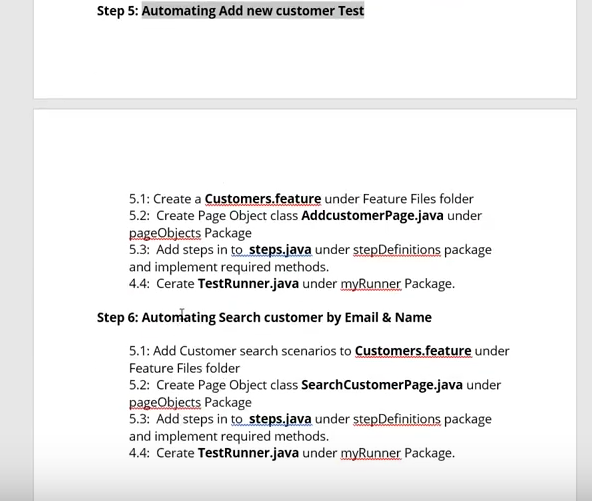 Step 5: Automating Add new customer Test
5.1: Create a Customers.feature under Feature Files folder
5.2: Create Page Object class AddcustomerPage.java under
pageObjects Package
5.3: Add steps in to steps.java under stepDefinitions package
and implement required methods.
4.4: Cerate TestRunner.java under myRunner Package.
Step 6: Automating Search customer by Email & Name
5.1: Add Customer search scenarios to Customers.feature under
Feature Files folder
5.2: Create Page Object class SearchCustomerPage.java under
pageObjects Package
5.3: Add steps in to steps.java under stepDefinitions package
and implement required methods.
4.4: Cerate TestRunner.java under myRunner Package.